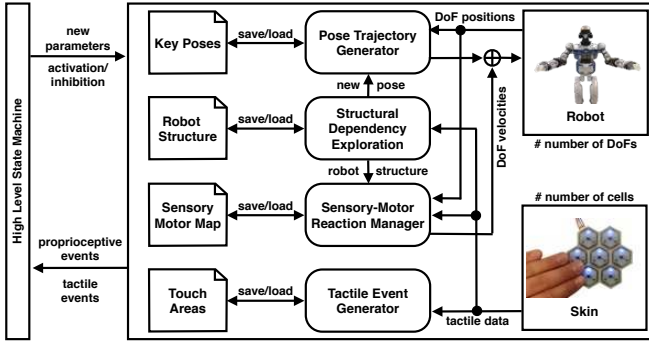 High Level State Machine
new
parameters
activation/
inhibition
proprioceptive
events
tactile
events
Key Poses
save/load
Pose Trajectory
Generator
DoF positions
new pose
Robot
Structure
save/load
Structural
Dependency
Exploration
DoF velocities
robot structure
Sensory
Motor Map
save/load
Sensory-Motor
Reaction Manager
Touch
Areas
save/load
Tactile Event
Generator
tactile data
Robot
# number of DoFs
# number of cells
Skin